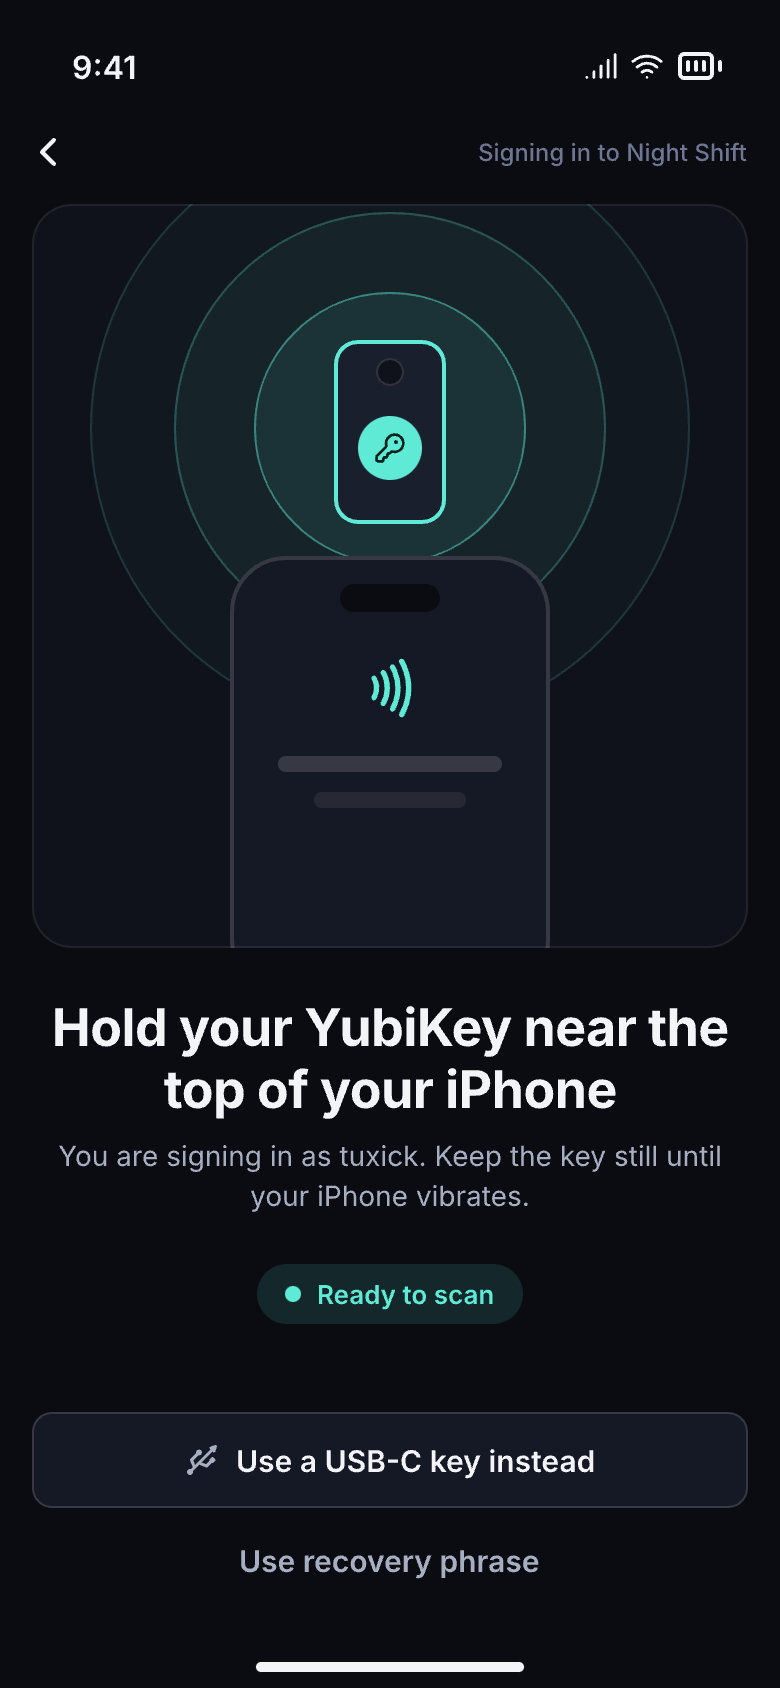 9:41
Signing in to Night Shift
Hold your YubiKey near the
top of your iPhone
You are signing in as tuxick. Keep the key still until
your iPhone vibrates.
Ready to scan
Use a USB-C key instead
Use recovery phrase